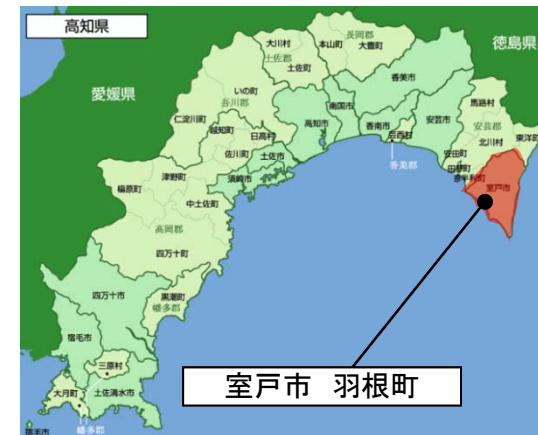 高知県
徳島県
愛媛県
大川村
土佐郡
土佐町
本山町
長岡郡
大豊町
いの町
吾川郡
仁淀川町
越知町
日高村
佐川町
土佐市
高知市
南国市
香美市
香南市
芸西村
香美郡
安芸市
馬路村
安芸郡
北川村
安田町
田野町
奈半利町
東洋町
室戸市
津野町
須崎市
梼原町
中土佐町
高岡郡
四万十町
四万十市
黒潮町
幡多郡
宿毛市
三原村
大月町
土佐清水市
宿毛市
幡多郡
室戸市 羽根町